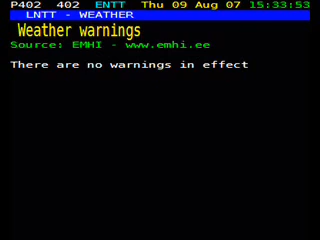 P402 402 ENTT Thu 09 Aug 07 15:33:53
LNTT - WEATHER
Weather warnings
Source: EMHI - www.emhi.ee
There are no warnings in effect